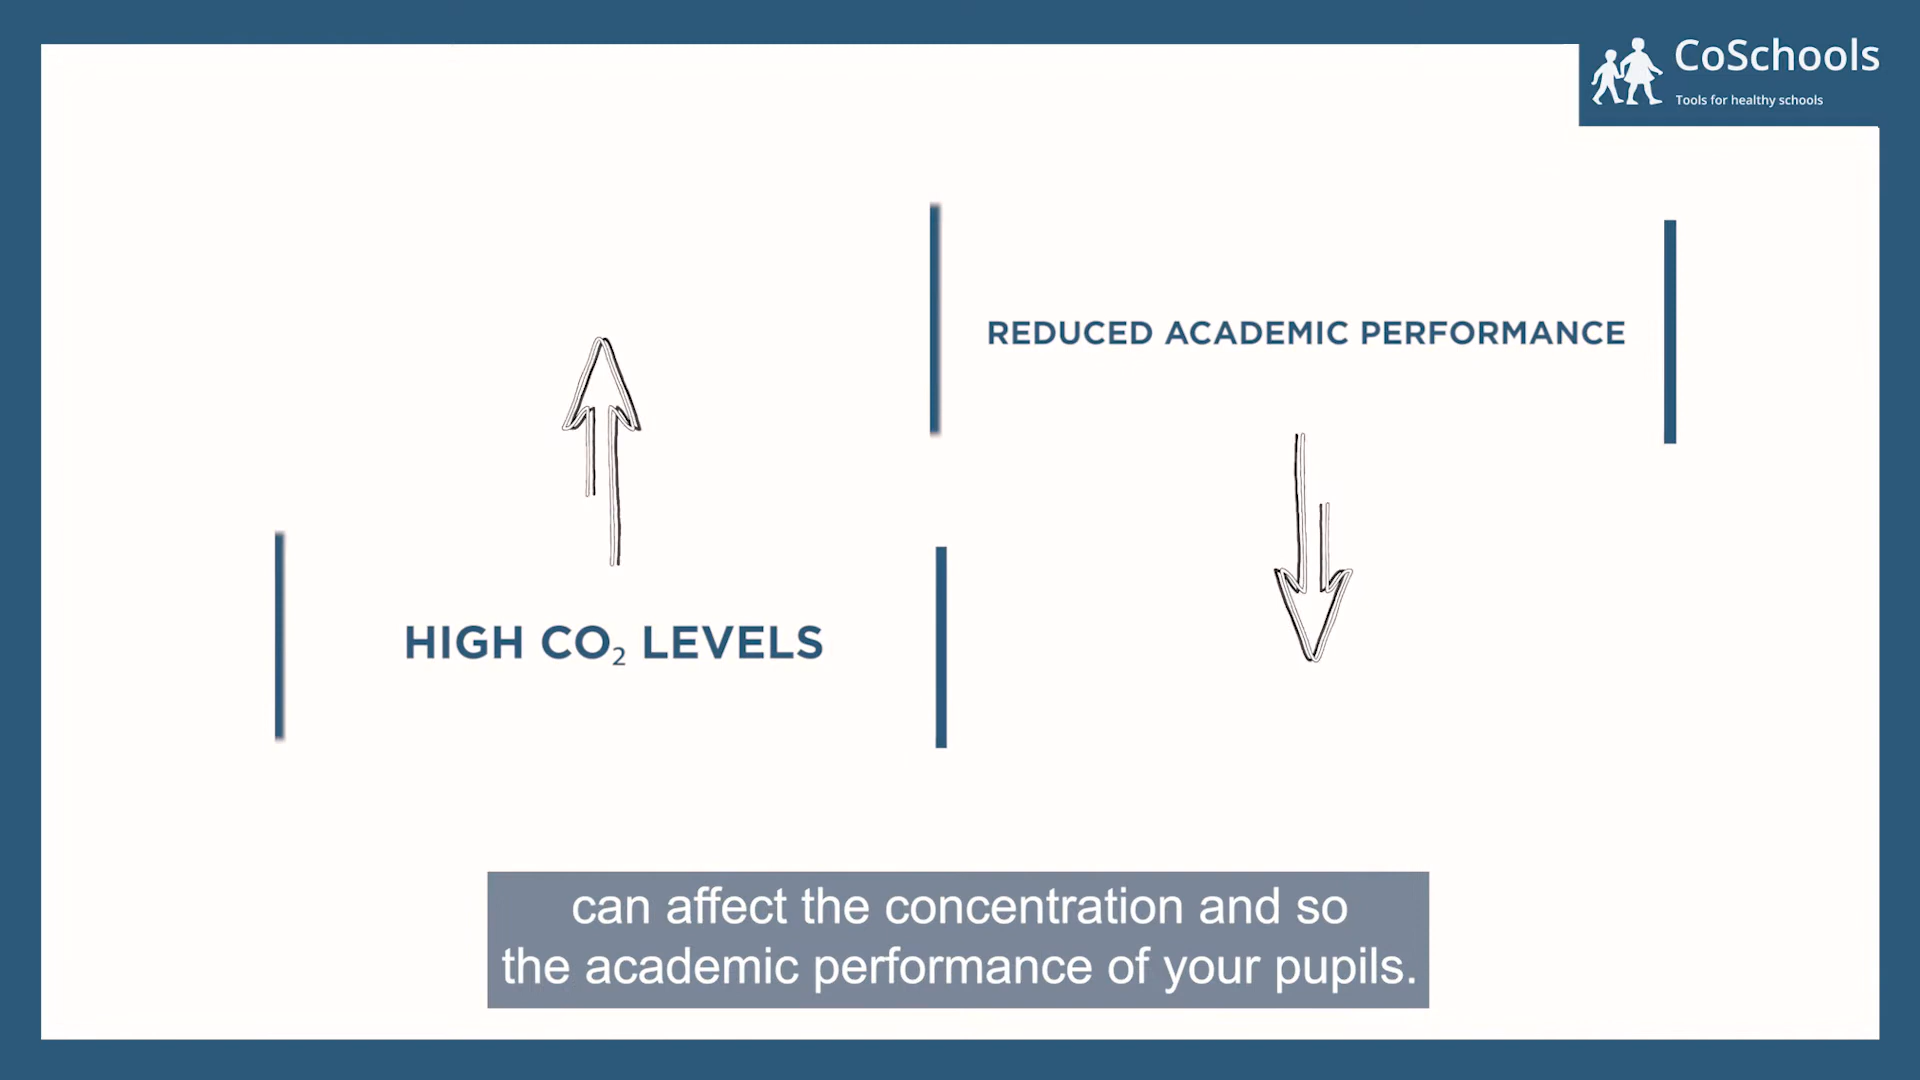 CoSchools
Tools for healthy schools
REDUCED ACADEMIC PERFORMANCE
HIGH CO₂ LEVELS
can affect the concentration and so
the academic performance of your pupils.